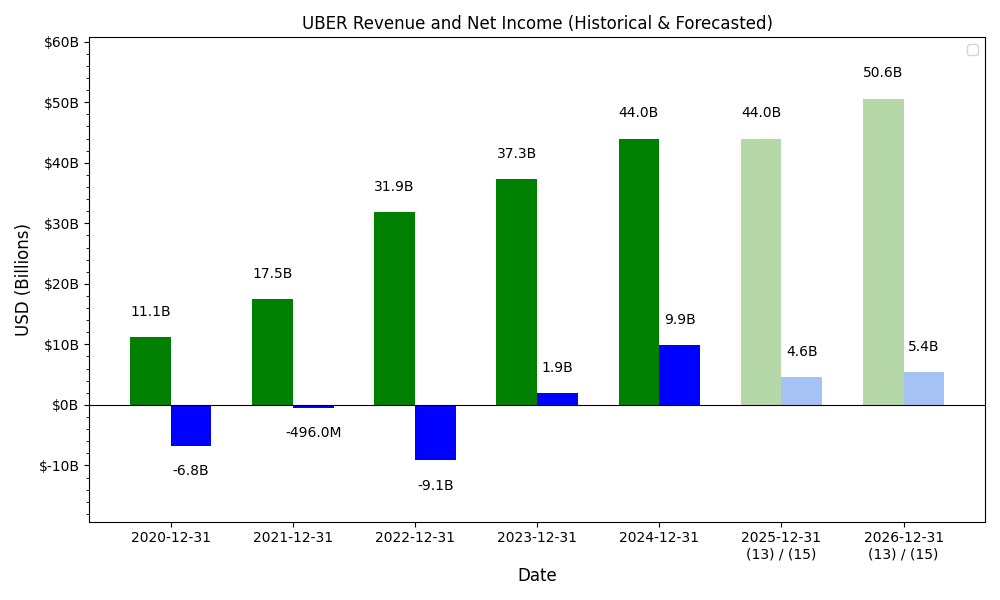 UBER Revenue and Net Income (Historical & Forecasted)
USD (Billions)
$60B
$50B
$40B
$30B
$20B
$10B
$0B
$-10B
11.1B
-6.8B
17.5B
-496.0M
31.9B
-9.1B
37.3B
1.9B
44.0B
9.9B
44.0B
4.6B
50.6B
5.4B
2020-12-31
2021-12-31
2022-12-31
2023-12-31
2024-12-31
2025-12-31
(13) / (15)
2026-12-31
(13) / (15)
Date